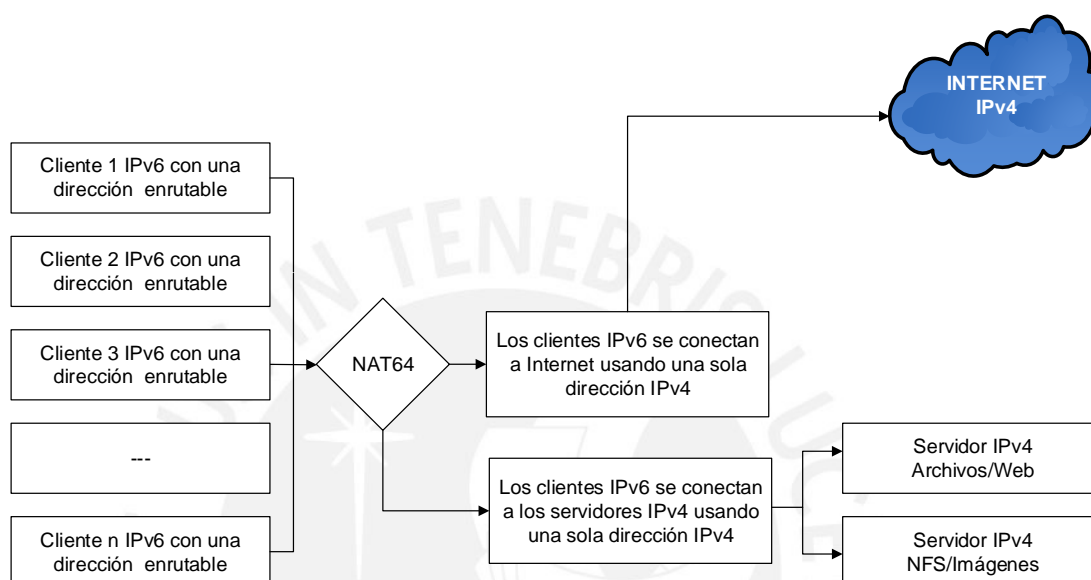 INTERNET
IPv4
Cliente 1 IPv6 con una
dirección enrutable
Cliente 2 IPv6 con una
dirección enrutable
Cliente 3 IPv6 con una
dirección enrutable
---
Cliente n IPv6 con una
dirección enrutable
NAT64
Los clientes IPv6 se conectan
a Internet usando una sola
dirección IPv4
Los clientes IPv6 se conectan
a los servidores IPv4 usando
una sola dirección IPv4
Servidor IPv4
Archivos/Web
Servidor IPv4
NFS/Imágenes
IN TENEBRIS